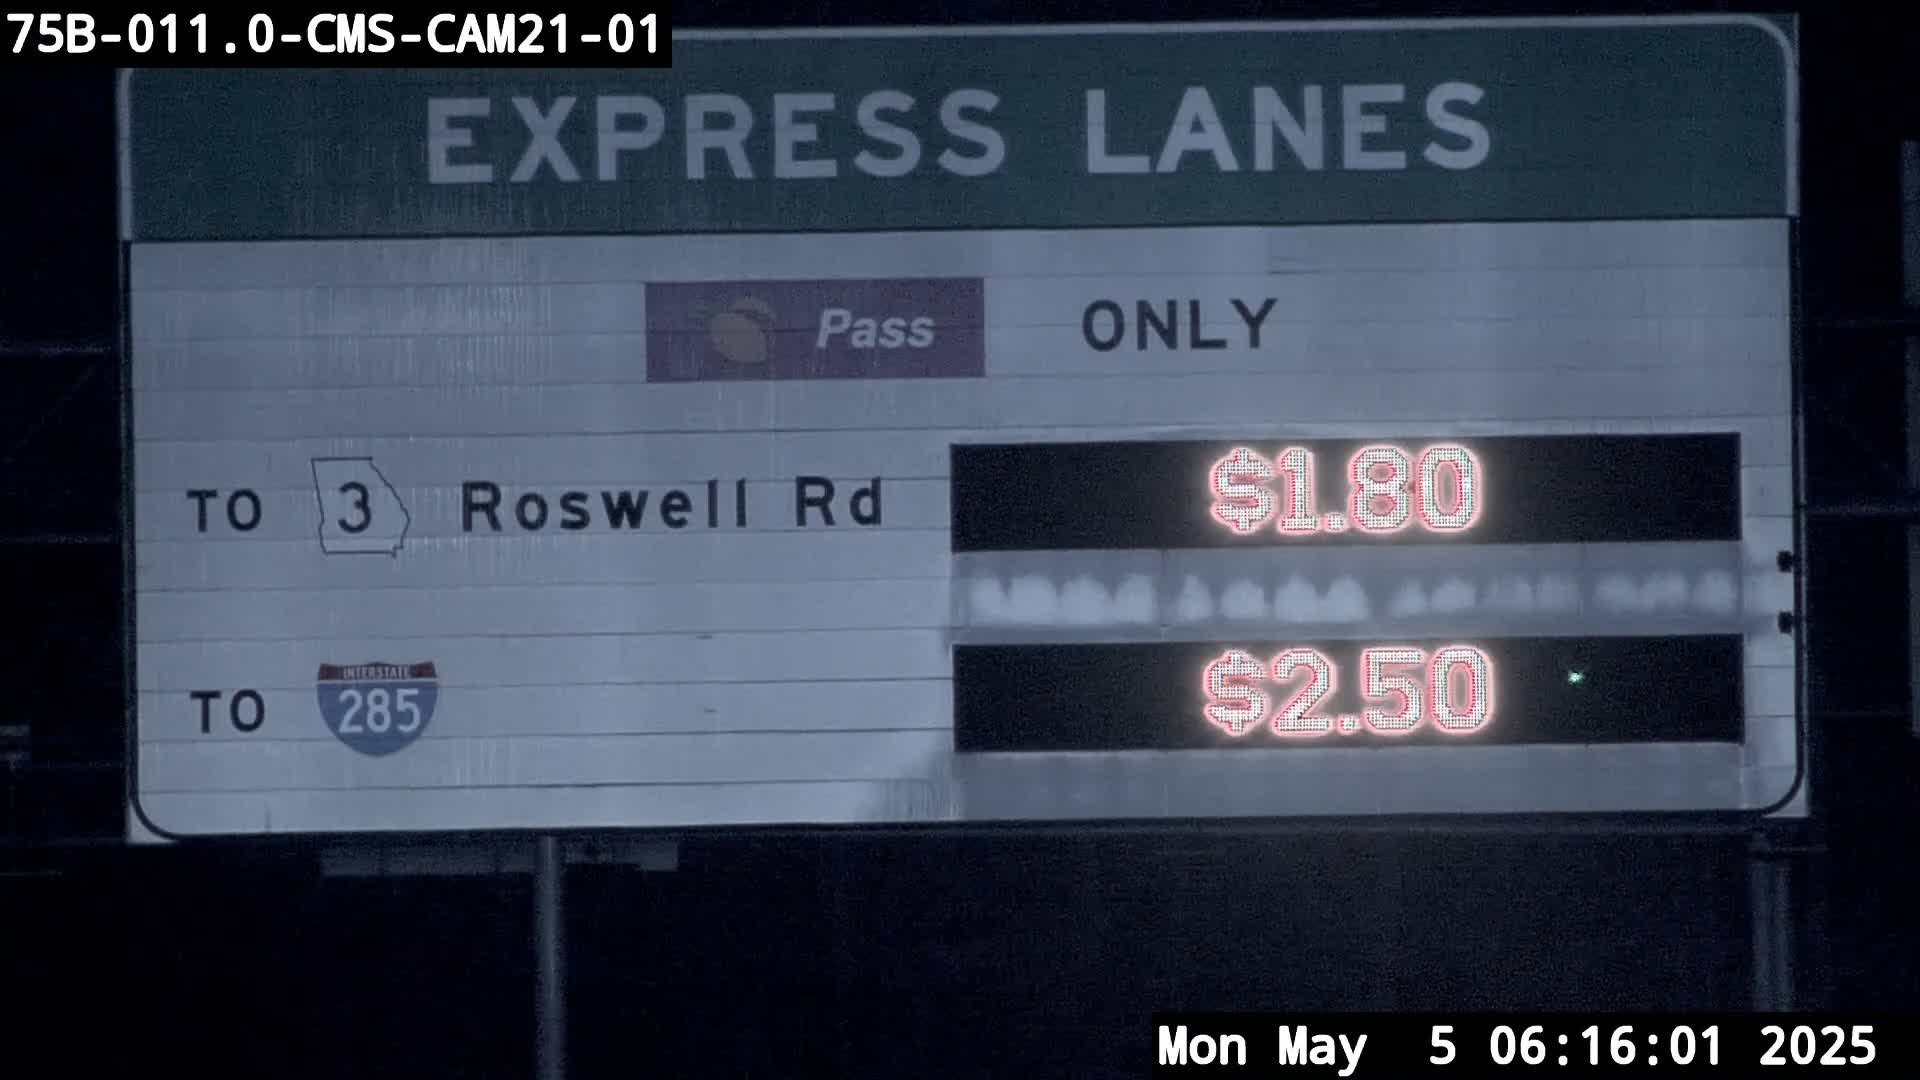 75B-011.0-CMS-CAM21-01
EXPRESS LANES
Pass ONLY
TO 3 Roswell Rd $1.80
TO INTERSTATE 285 $2.50
Mon May 5 06:16:01 2025